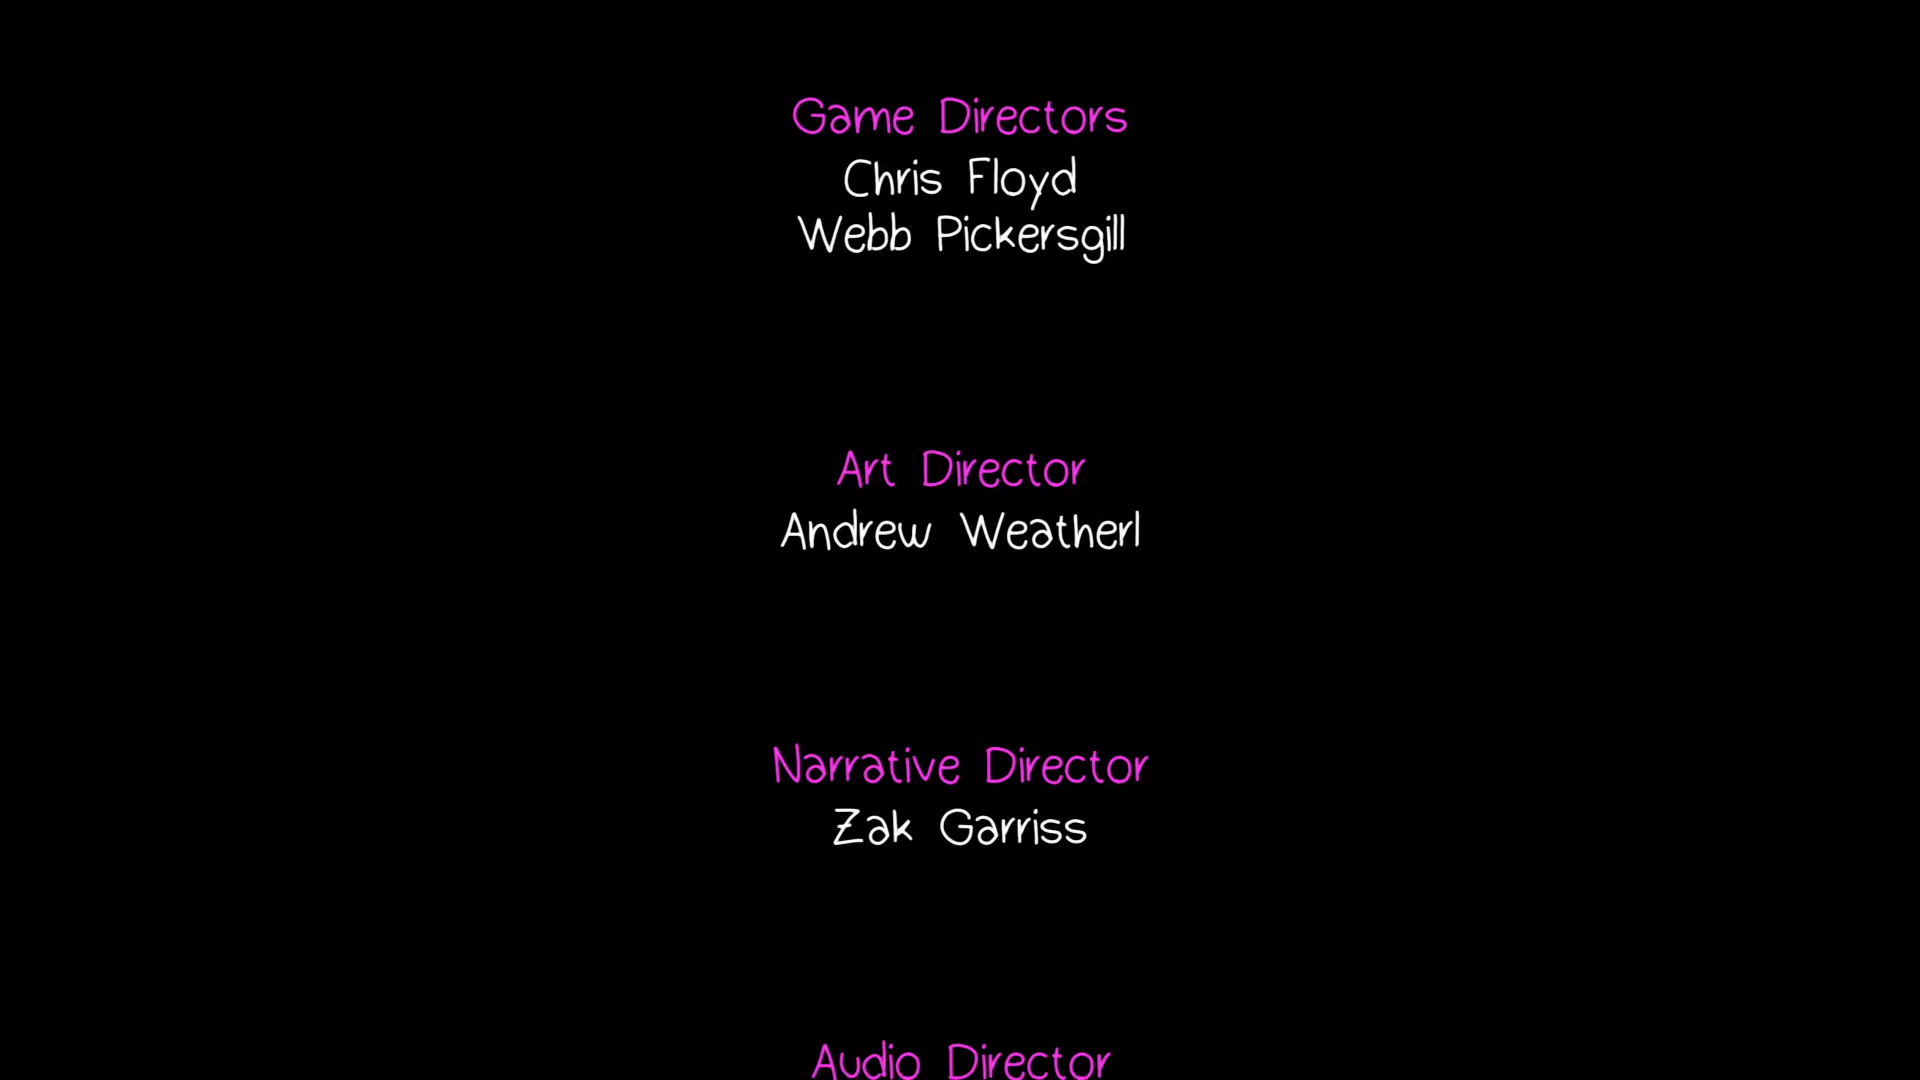 Game Directors
Chris Floyd
Webb Pickersgill
Art Director
Andrew Weatherl
Narrative Director
Zak Garriss
Audio Director